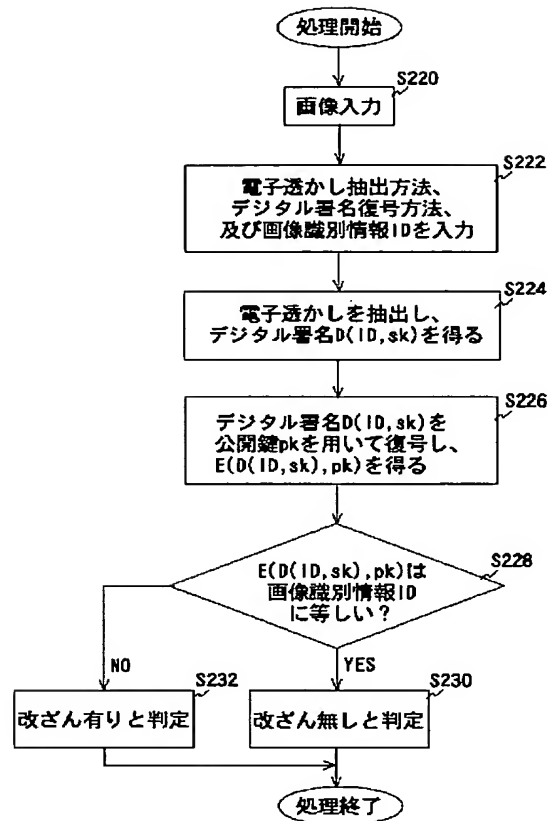 処理開始
S220
画像入力
S222
電子透かし抽出方法、
デジタル署名復号方法、
及び画像識別情報IDを入力
S224
電子透かしを抽出し、
デジタル署名D(ID,sk)を得る
S226
デジタル署名D(ID,sk)を
公開鍵pkを用いて復号し、
E(D(ID,sk),pk)を得る
S228
E(D(ID,sk),pk)は
画像識別情報ID
に等しい？
NO
YES
S232
S230
改ざん有りと判定
改ざん無しと判定
処理終了